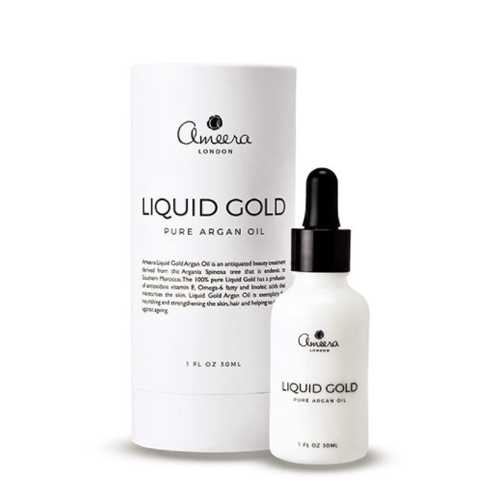 Ameera
LONDON
LIQUID GOLD
PURE ARGAN OIL
Ameera Liquid Gold Argan Oil is an antiquated beauty treatment
derived from the Argania Spinosa tree that is endemic to
Southern Morocco. The 100% pure Liquid Gold has a profusion
of antioxidants vitamin E, Omega-6 fatty and linoleic acids that
moisturises the skin. Liquid Gold Argan Oil is
nourishing and strengthening the skin, hair and helping to
against ageing.
1 FL OZ 30ML
Ameera
LONDON
LIQUID GOLD
PURE ARGAN OIL
1 FL OZ 30ML